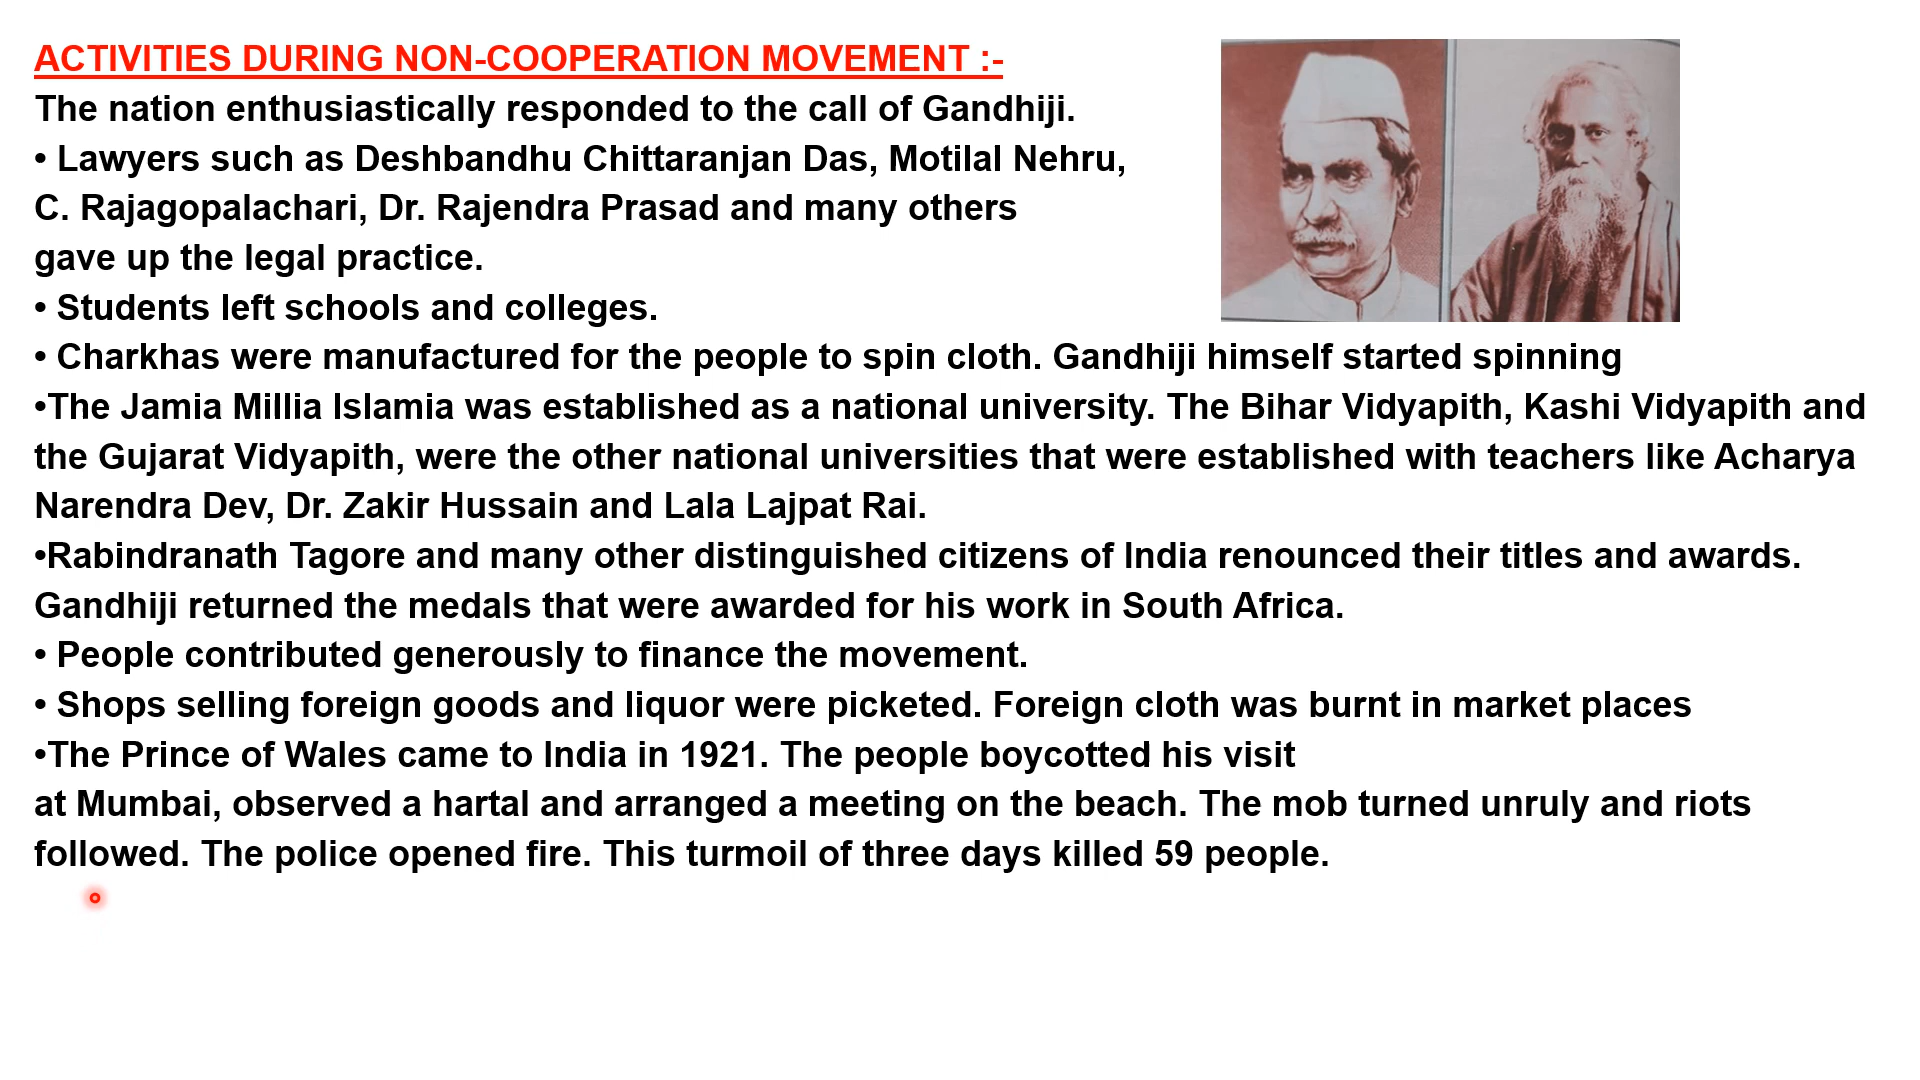 ACTIVITIES DURING NON-COOPERATION MOVEMENT :-
The nation enthusiastically responded to the call of Gandhiji.
• Lawyers such as Deshbandhu Chittaranjan Das, Motilal Nehru,
C. Rajagopalachari, Dr. Rajendra Prasad and many others
gave up the legal practice.
• Students left schools and colleges.
• Charkhas were manufactured for the people to spin cloth. Gandhiji himself started spinning
•The Jamia Millia Islamia was established as a national university. The Bihar Vidyapith, Kashi Vidyapith and
the Gujarat Vidyapith, were the other national universities that were established with teachers like Acharya
Narendra Dev, Dr. Zakir Hussain and Lala Lajpat Rai.
•Rabindranath Tagore and many other distinguished citizens of India renounced their titles and awards.
Gandhiji returned the medals that were awarded for his work in South Africa.
• People contributed generously to finance the movement.
• Shops selling foreign goods and liquor were picketed. Foreign cloth was burnt in market places
•The Prince of Wales came to India in 1921. The people boycotted his visit
at Mumbai, observed a hartal and arranged a meeting on the beach. The mob turned unruly and riots
followed. The police opened fire. This turmoil of three days killed 59 people.